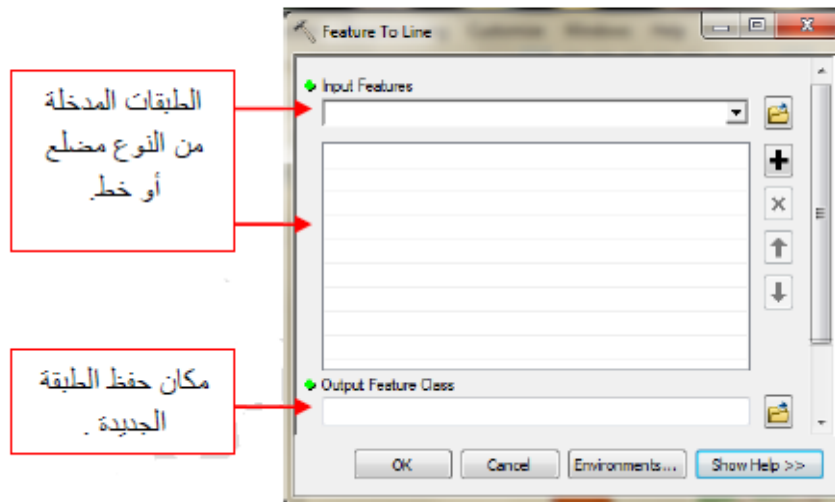 Feature To Line
الطبقات المدخلة
من النوع مضلع
أو خط.
Input Features
مكان حفظ الطبقة
الجديدة .
Output Feature Class
OK
Cancel
Environments...
Show Help >>